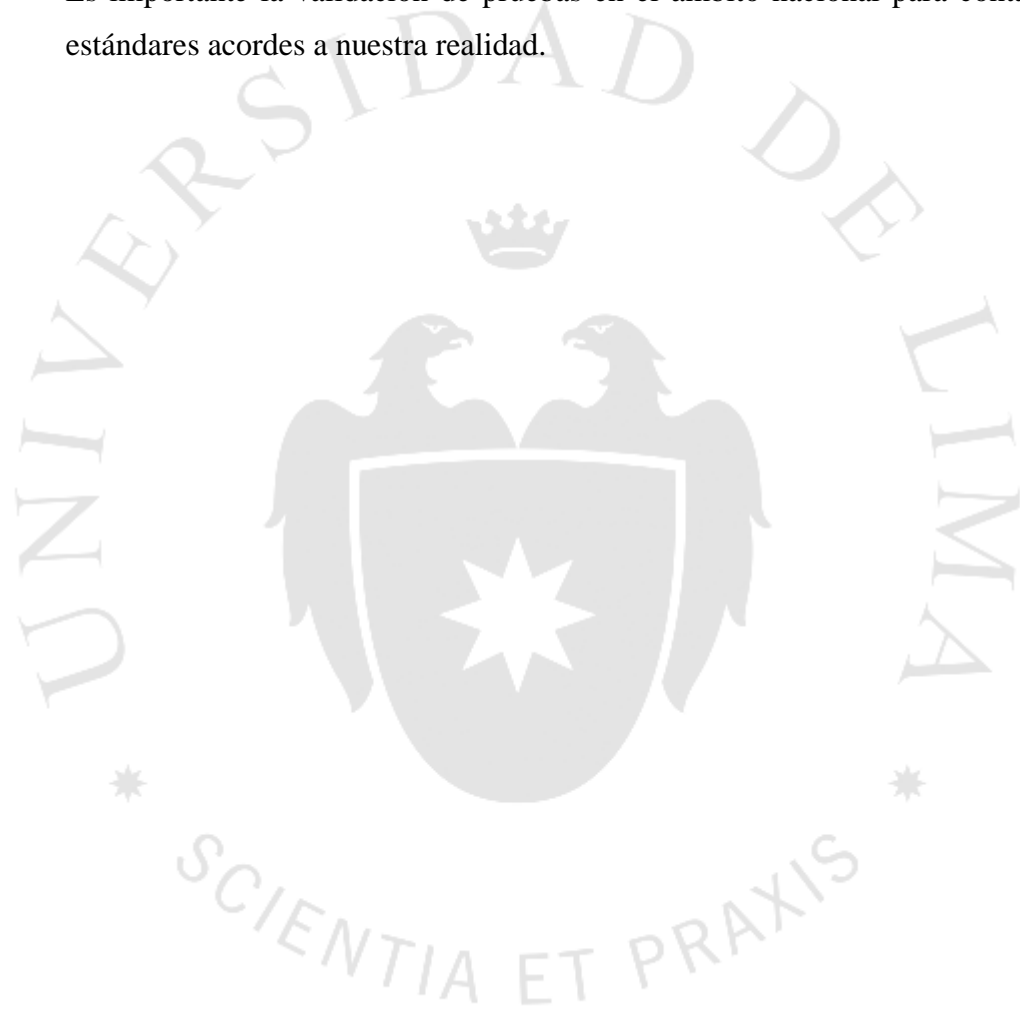 Es importante la validación de pruebas en el ámbito nacional para cont
estándares acordes a nuestra realidad.
UNIVERSIDAD DE LIMA
SCIENTIA ET PRAXIS